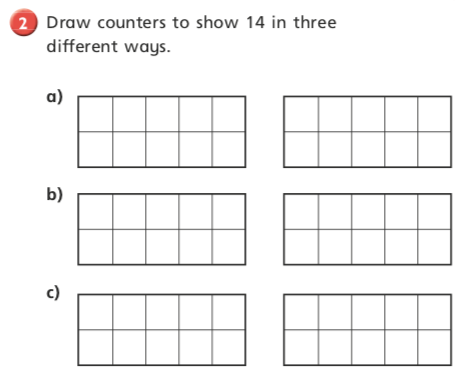 2 Draw counters to show 14 in three
different ways.
a)
b)
c)